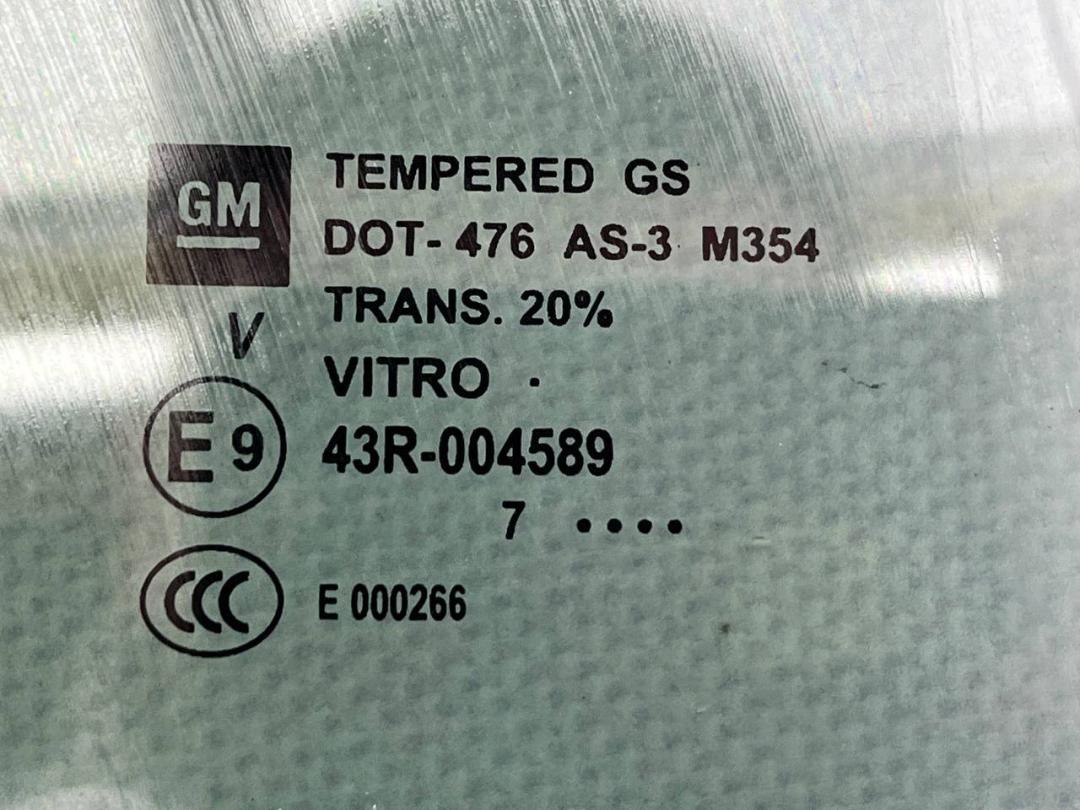 GM
TEMPERED GS
DOT- 476 AS-3 M354
TRANS. 20%
V
VITRO .
E 9
43R-004589
7 ....
CCC
E 000266